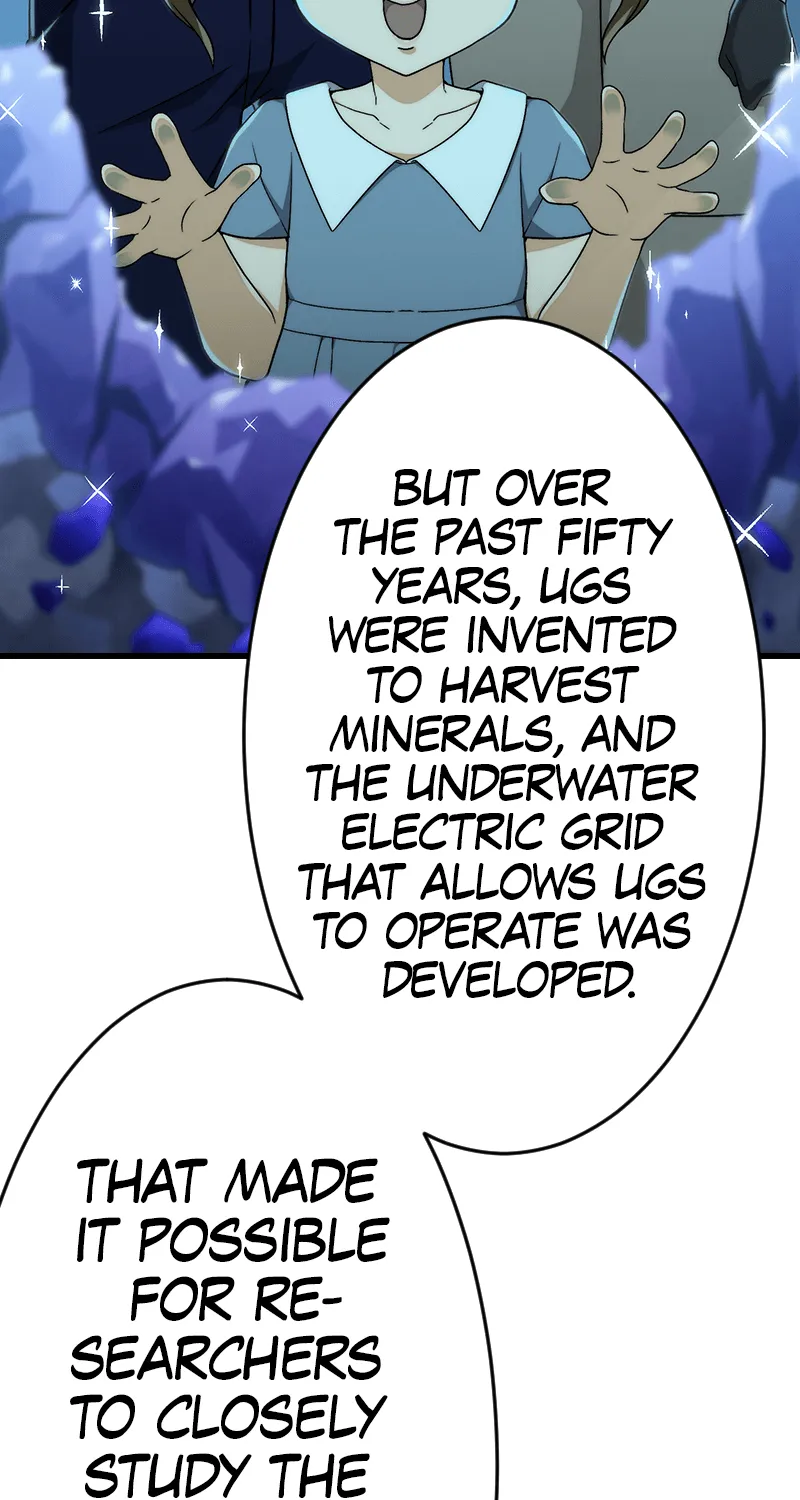 BUT OVER
THE PAST FIFTY
YEARS, UGS
WERE INVENTED
TO HARVEST
MINERALS, AND
THE UNDERWATER
ELECTRIC GRID
THAT ALLOWS UGS
TO OPERATE WAS
DEVELOPED.
THAT MADE
IT POSSIBLE
FOR RE-
SEARCHERS
TO CLOSELY
STUDY THE